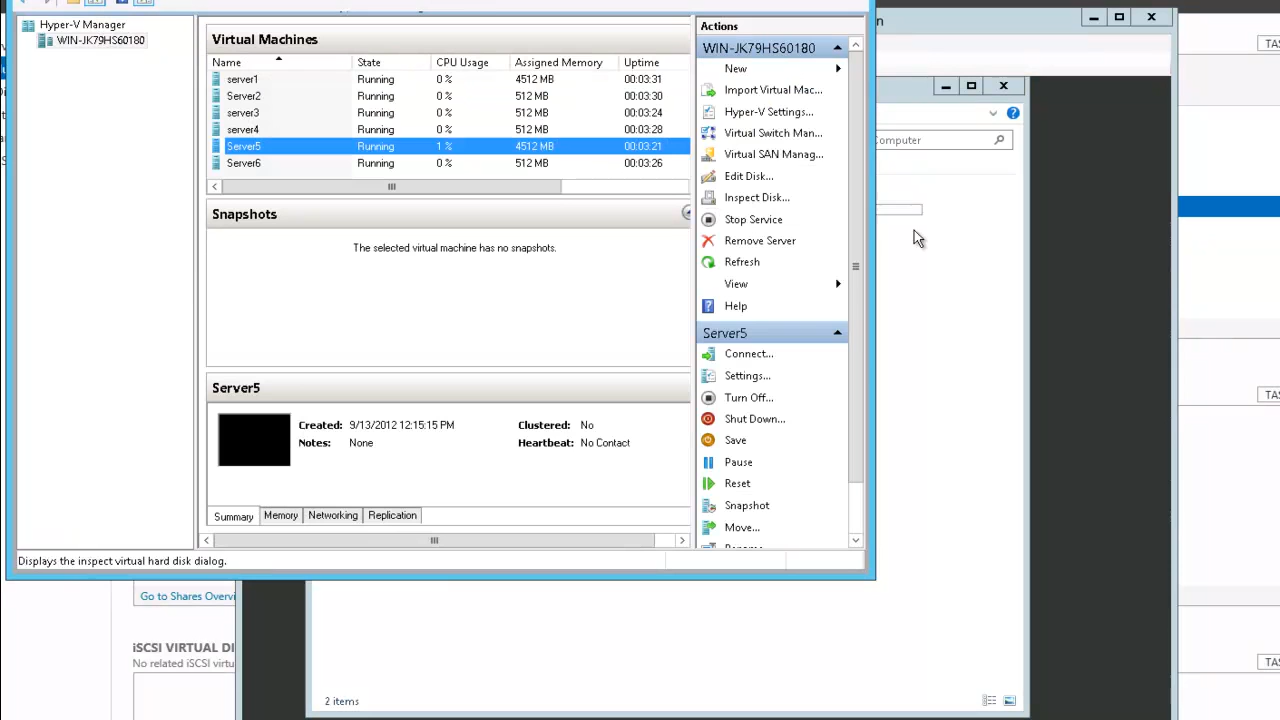 Hyper-V Manager
WIN-JK79HS60180
Virtual Machines
Name State CPU Usage Assigned Memory Uptime
server1 Running 0 % 4512 MB 00:03:31
Server2 Running 0 % 512 MB 00:03:30
server3 Running 0 % 512 MB 00:03:24
server4 Running 0 % 512 MB 00:03:28
Server5 Running 1 % 4512 MB 00:03:21
Server6 Running 0 % 512 MB 00:03:26
Snapshots
The selected virtual machine has no snapshots.
Server5
Created: 9/13/2012 12:15:15 PM Clustered: No
Notes: None Heartbeat: No Contact
Summary Memory Networking Replication
Displays the inspect virtual hard disk dialog.
Actions
WIN-JK79HS60180
New
Import Virtual Mac...
Hyper-V Settings...
Virtual Switch Man...
Virtual SAN Manag...
Edit Disk...
Inspect Disk...
Stop Service
Remove Server
Refresh
View
Help
Server5
Connect...
Settings...
Turn Off...
Shut Down...
Save
Pause
Reset
Snapshot
Move...
Computer
Go to Shares Overvi
iSCSI VIRTUAL DI
No related iSCSI virtu
2 items
TAS
TAS
TAS